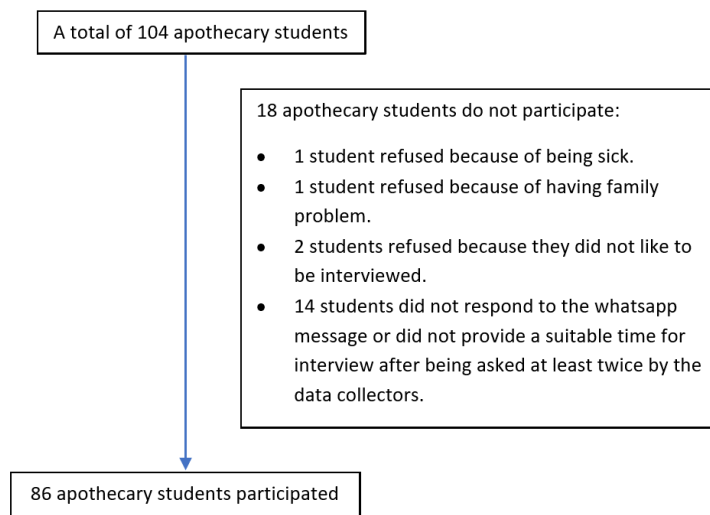 A total of 104 apothecary students
18 apothecary students do not participate:
• 1 student refused because of being sick.
• 1 student refused because of having family
problem.
• 2 students refused because they did not like to
be interviewed.
• 14 students did not respond to the whatsapp
message or did not provide a suitable time for
interview after being asked at least twice by the
data collectors.
86 apothecary students participated